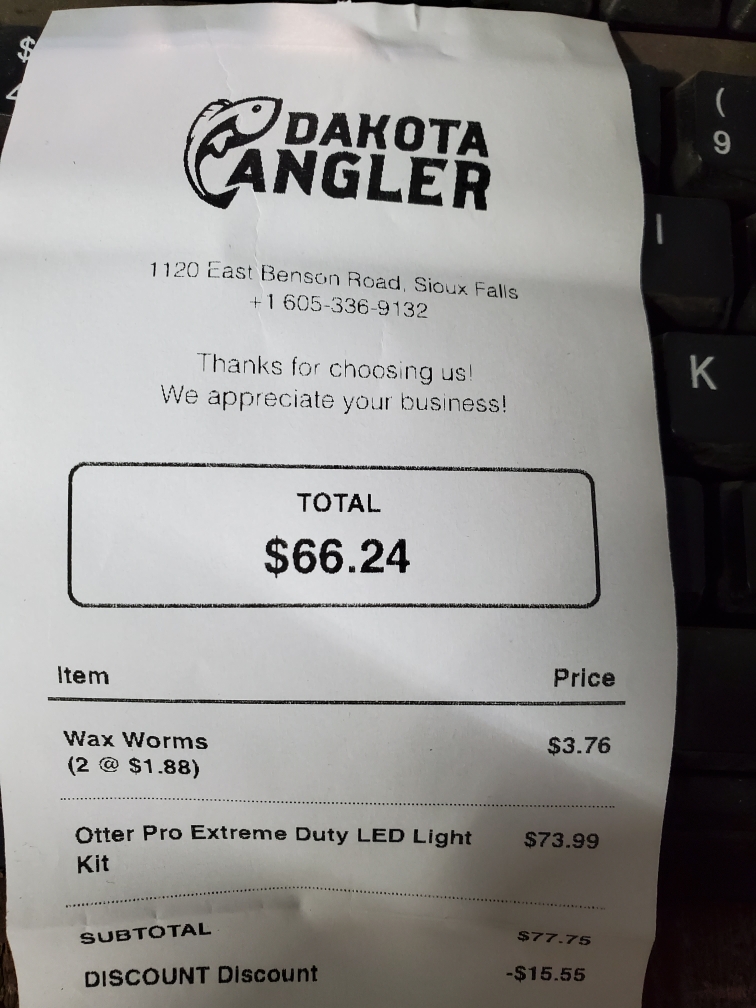 DAKOTA
ANGLER
1120 East Benson Road, Sioux Falls
+1 605-336-9132
Thanks for choosing us!
We appreciate your business!
TOTAL
$66.24
Item Price
Wax Worms $3.76
(2 @ $1.88)
Otter Pro Extreme Duty LED Light $73.99
Kit
SUBTOTAL $77.75
DISCOUNT Discount -$15.55
$
4
(
9
I
K